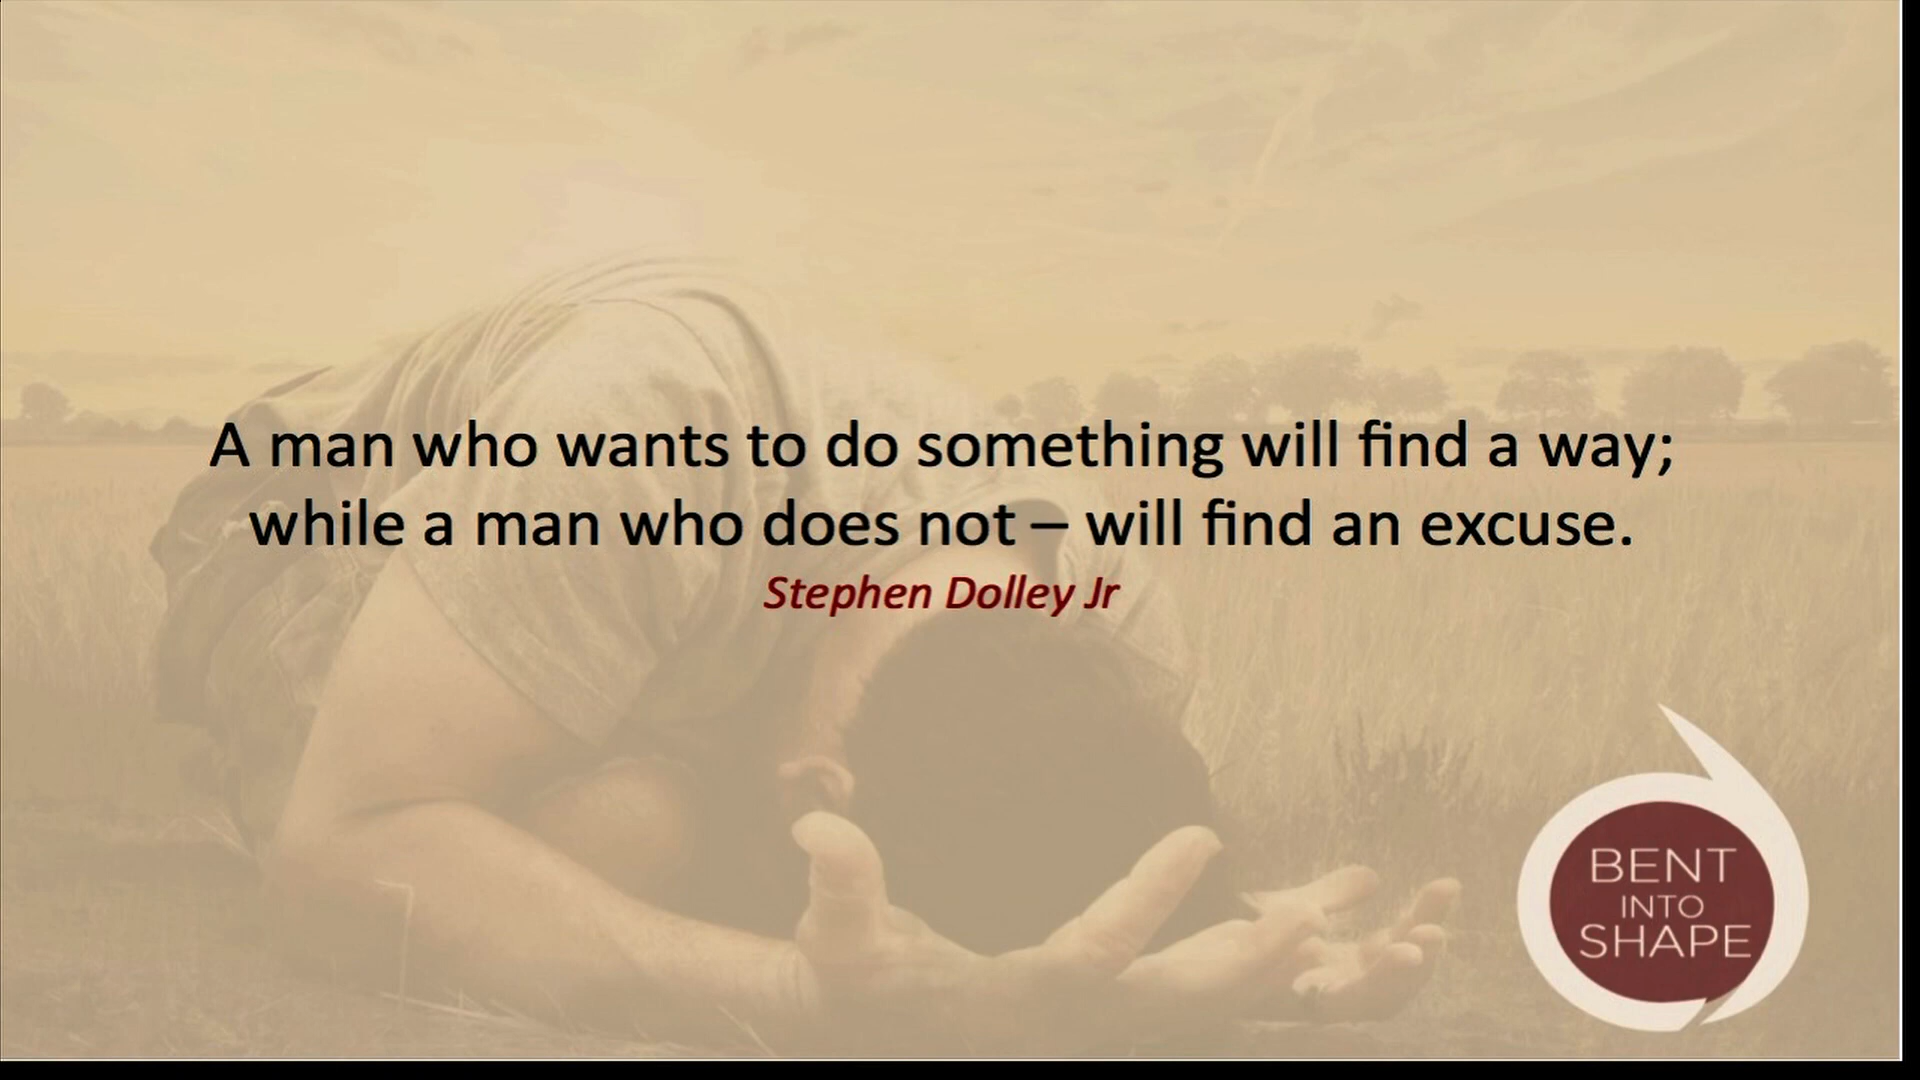 A man who wants to do something will find a way;
while a man who does not – will find an excuse.
Stephen Dolley Jr
BENT
INTO
SHAPE